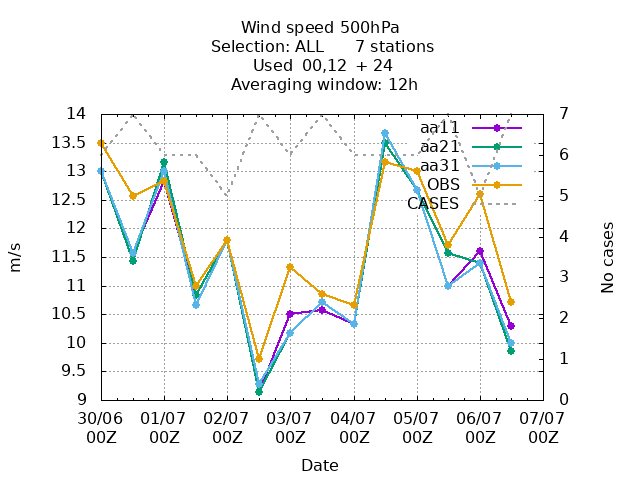 Wind speed 500hPa
Selection: ALL 7 stations
Used 00,12 + 24
Averaging window: 12h
14
13.5
13
12.5
12
11.5
11
10.5
10
9.5
9
m/s
7
6
5
4
3
2
1
0
No cases
aa11
aa21
aa31
OBS
CASES
30/06 01/07 02/07 03/07 04/07 05/07 06/07 07/07
00Z 00Z 00Z 00Z 00Z 00Z 00Z 00Z
Date